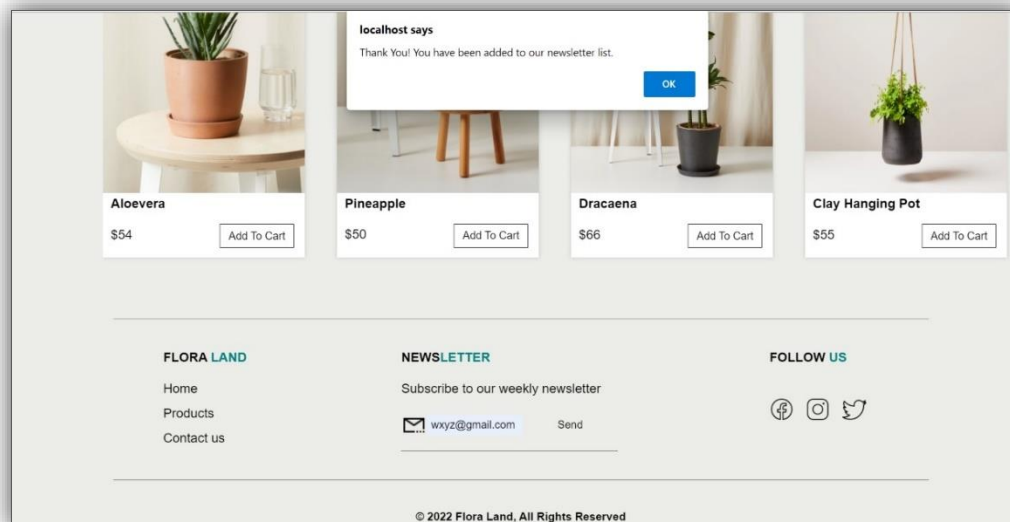 localhost says
Thank You! You have been added to our newsletter list.
OK
Aloevera
$54 Add To Cart
Pineapple
$50 Add To Cart
Dracaena
$66 Add To Cart
Clay Hanging Pot
$55 Add To Cart
FLORA LAND
Home
Products
Contact us
NEWSLETTER
Subscribe to our weekly newsletter
wxyz@gmail.com Send
FOLLOW US
© 2022 Flora Land, All Rights Reserved